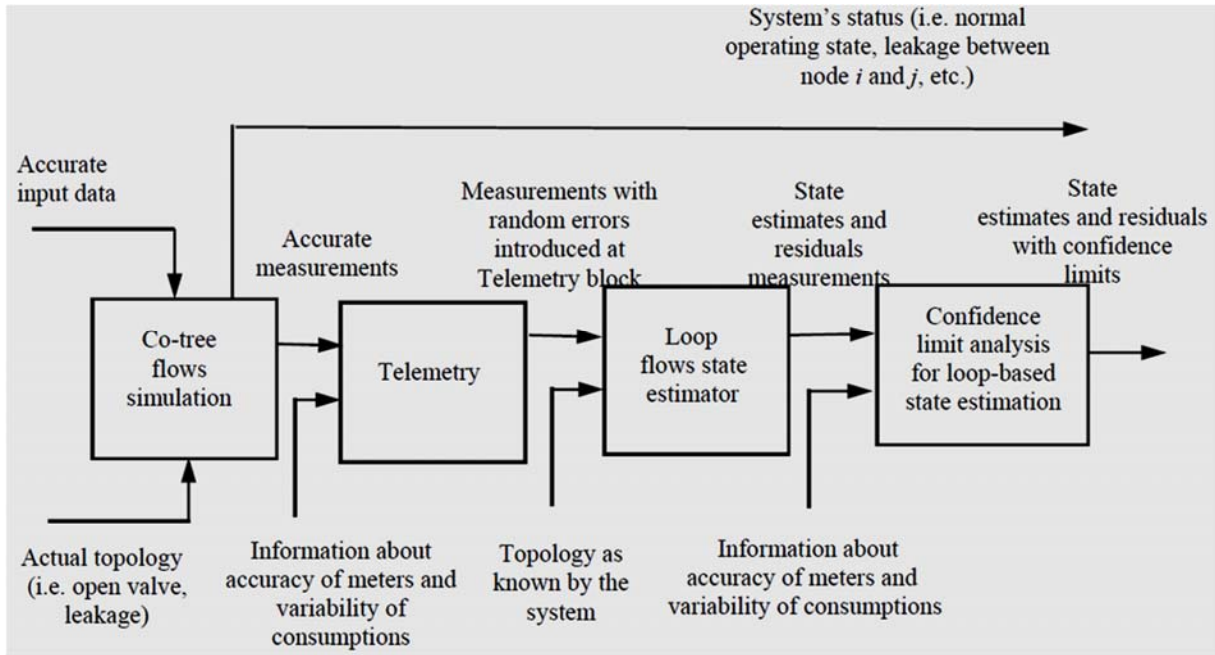 System's status (i.e. normal
operating state, leakage between
node i and j, etc.)
Accurate
input data
Accurate
measurements
Measurements with
random errors
introduced at
Telemetry block
State
estimates and
residuals
measurements
State
estimates and residuals
with confidence
limits
Co-tree
flows
simulation
Telemetry
Loop
flows state
estimator
Confidence
limit analysis
for loop-based
state estimation
Actual topology
(i.e. open valve,
leakage)
Information about
accuracy of meters and
variability of
consumptions
Topology as
known by the
system
Information about
accuracy of meters and
variability of consumptions